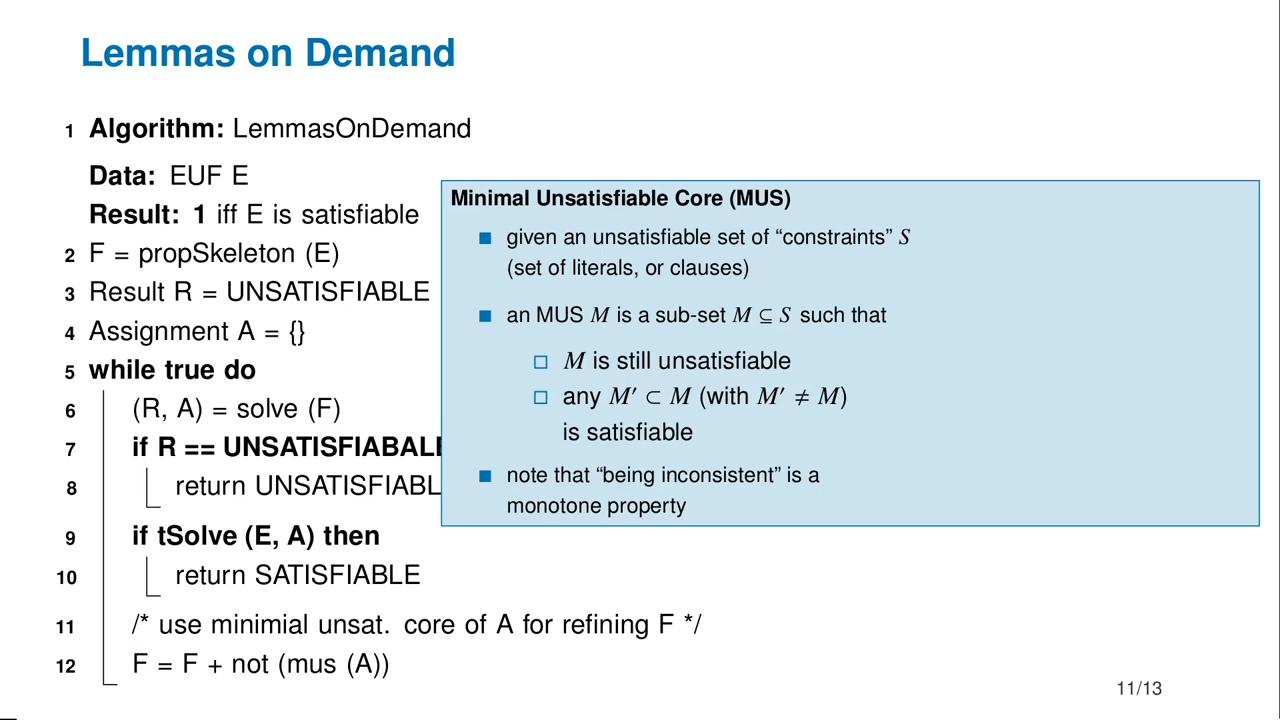 Lemmas on Demand
1 Algorithm: LemmasOnDemand
Data: EUF E
Result: 1 iff E is satisfiable
2 F = propSkeleton (E)
3 Result R = UNSATISFIABLE
4 Assignment A = {}
5 while true do
6 (R, A) = solve (F)
7 if R == UNSATISFIABAL
8 return UNSATISFIABL
9 if tSolve (E, A) then
10 return SATISFIABLE
11 /* use minimial unsat. core of A for refining F */
12 F = F + not (mus (A))
Minimal Unsatisfiable Core (MUS)
given an unsatisfiable set of “constraints” S
(set of literals, or clauses)
an MUS M is a sub-set M ⊆ S such that
M is still unsatisfiable
any M′ ⊂ M (with M′ ≠ M)
is satisfiable
note that “being inconsistent” is a
monotone property
11/13